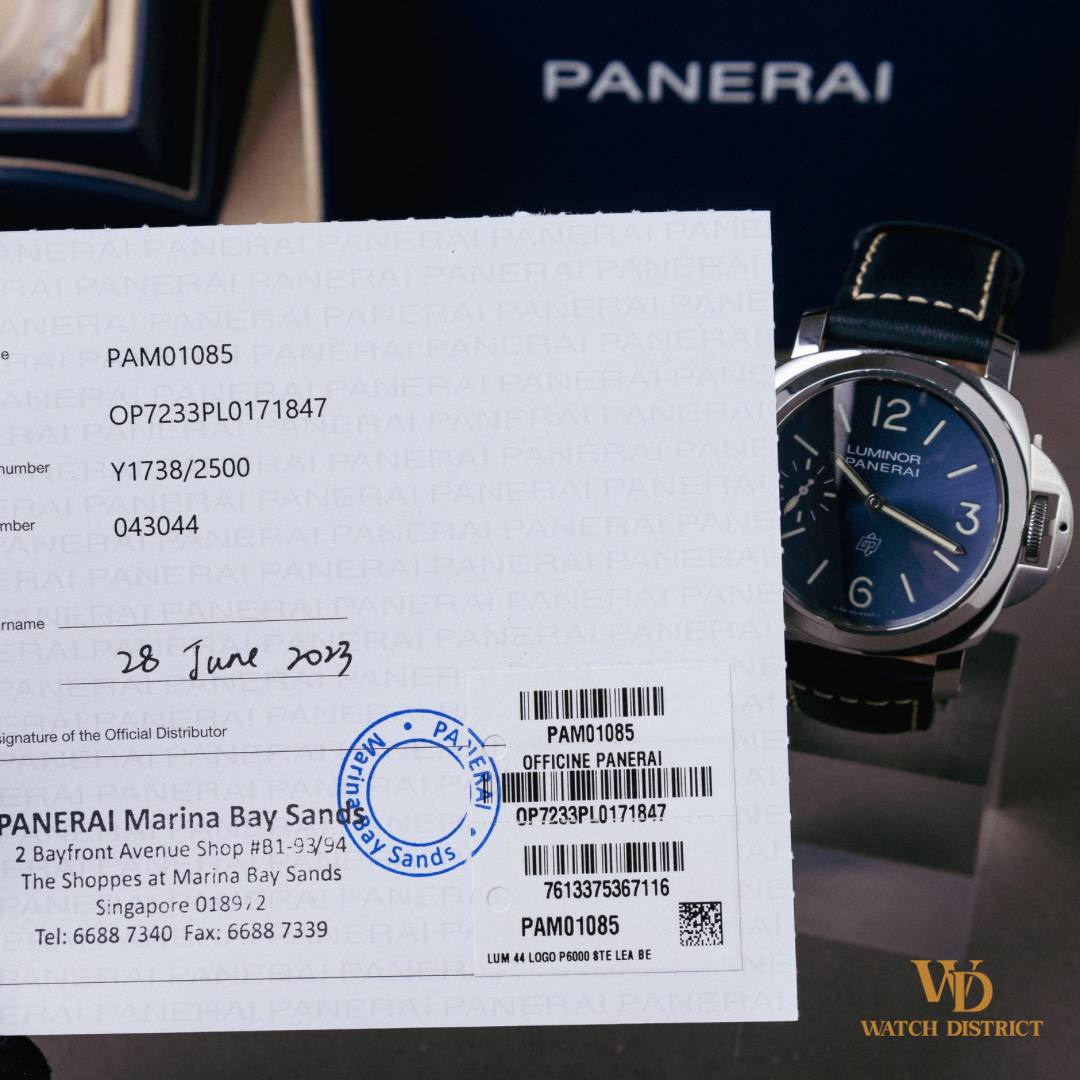 PANERAI
e
PAM01085
OP7233PL0171847
number
Y1738/2500
mber
043044
rname
28 June 2023
signature of the Official Distributor
PANERAI
Marina Bay Sands
PANERAI Marina Bay Sands
2 Bayfront Avenue Shop #B1-93/94
The Shoppes at Marina Bay Sands
Singapore 018972
Tel: 6688 7340 Fax: 6688 7339
PAM01085
OFFICINE PANERAI
OP7233PL0171847
7613375367116
PAM01085
LUM 44 LOGO P6000 STE LEA BE
12
LUMINOR
PANERAI
3
6
OP
WD
WATCH DISTRICT